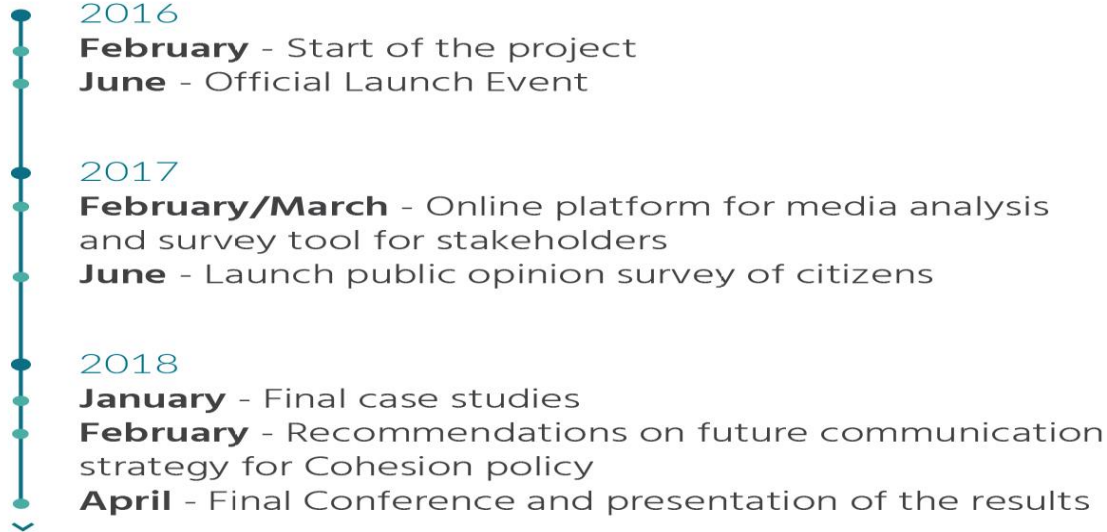 2016
February - Start of the project
June - Official Launch Event
2017
February/March - Online platform for media analysis
and survey tool for stakeholders
June - Launch public opinion survey of citizens
2018
January - Final case studies
February - Recommendations on future communication
strategy for Cohesion policy
April - Final Conference and presentation of the results